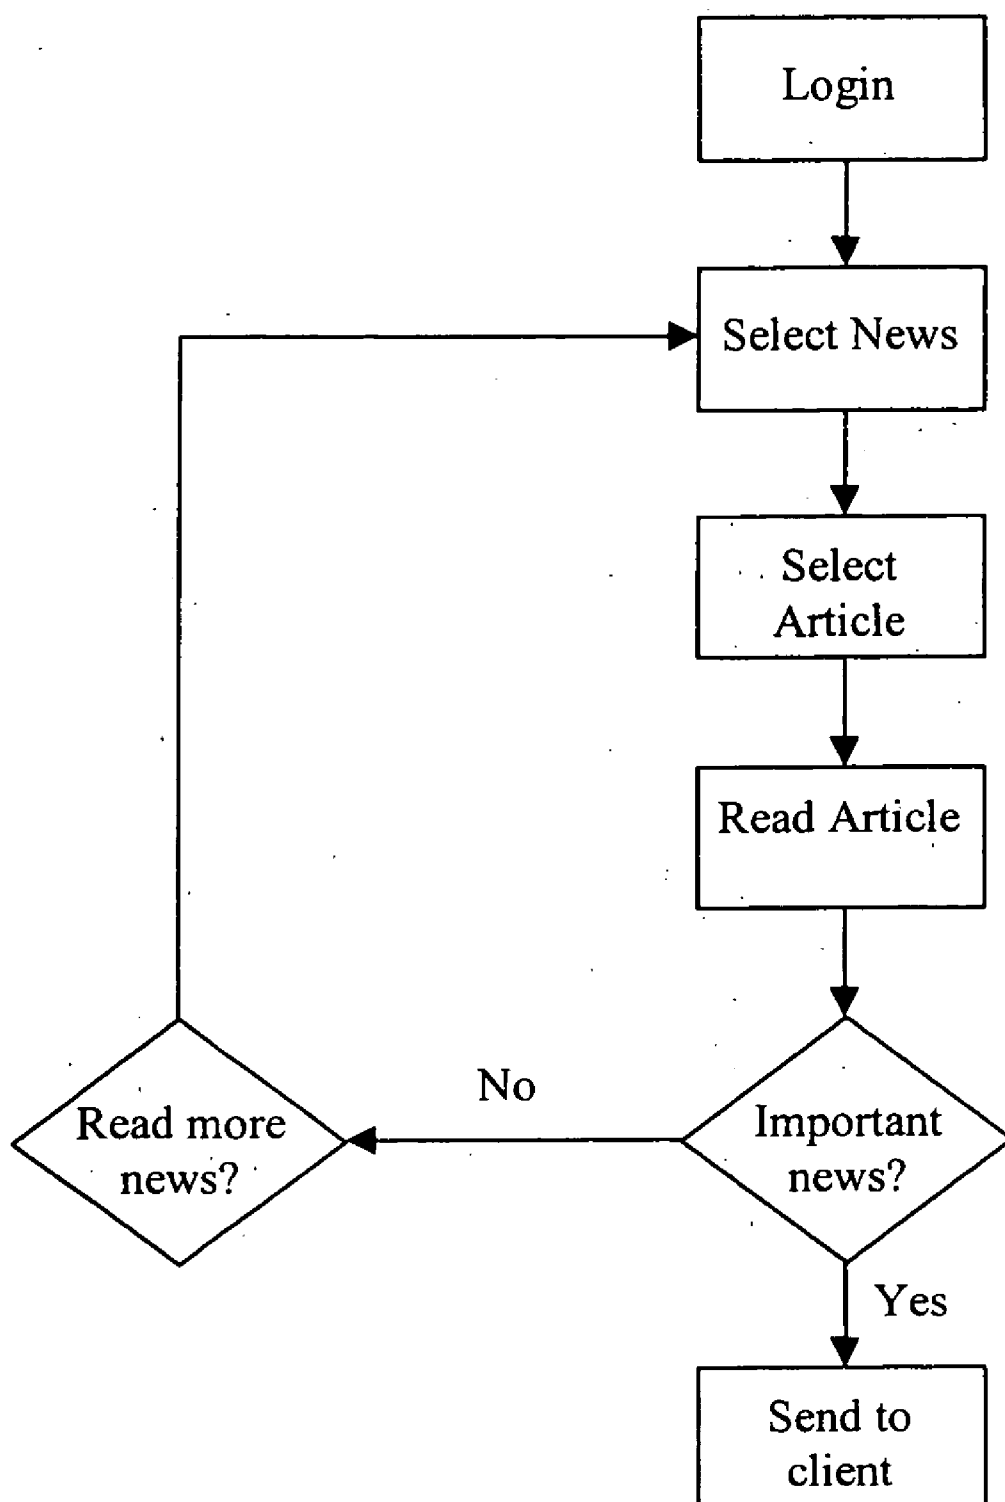 Login
Select News
Select
Article
Read Article
No
Read more
news?
Important
news?
Yes
Send to
client